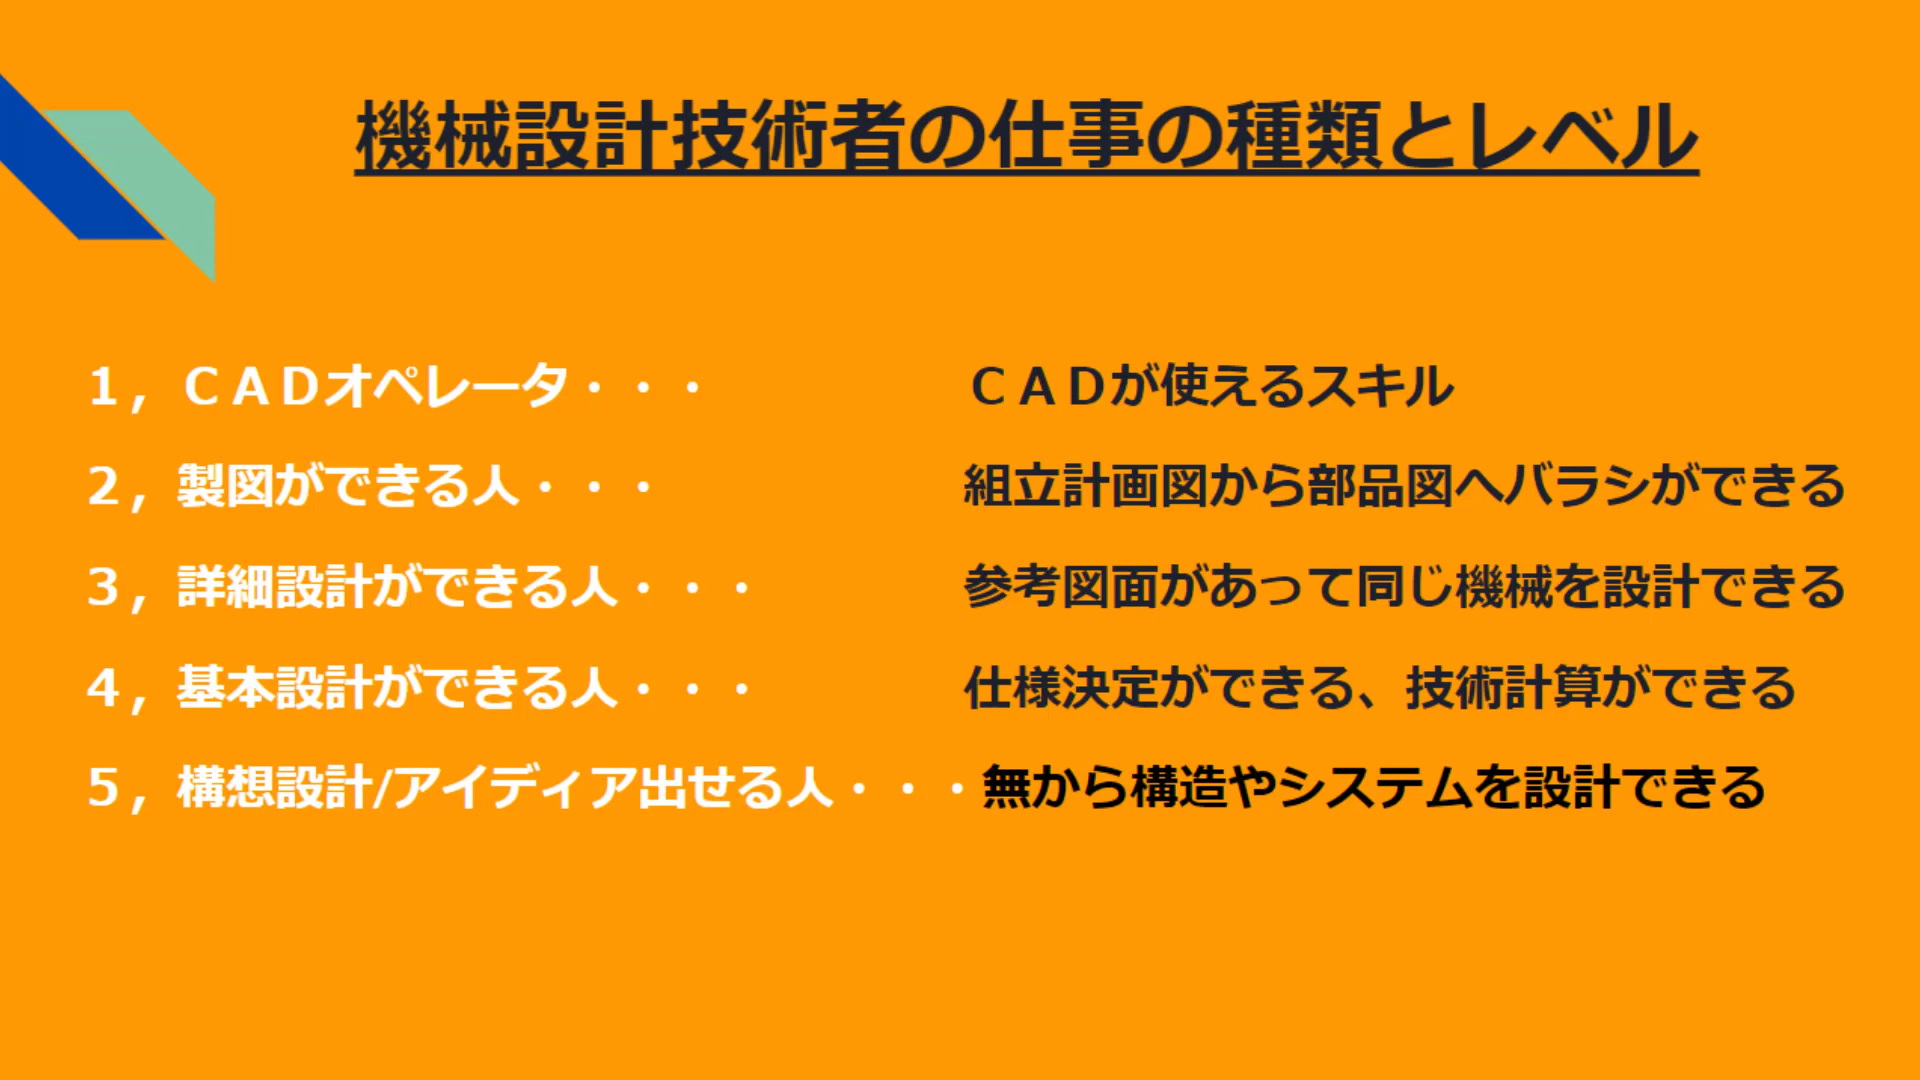 機械設計技術者の仕事の種類とレベル
１，ＣＡＤオペレータ・・・ ＣＡＤが使えるスキル
２，製図ができる人・・・ 組立計画図から部品図へバラシができる
３，詳細設計ができる人・・・ 参考図面があって同じ機械を設計できる
４，基本設計ができる人・・・ 仕様決定ができる、技術計算ができる
５，構想設計/アイディア出せる人・・・無から構造やシステムを設計できる